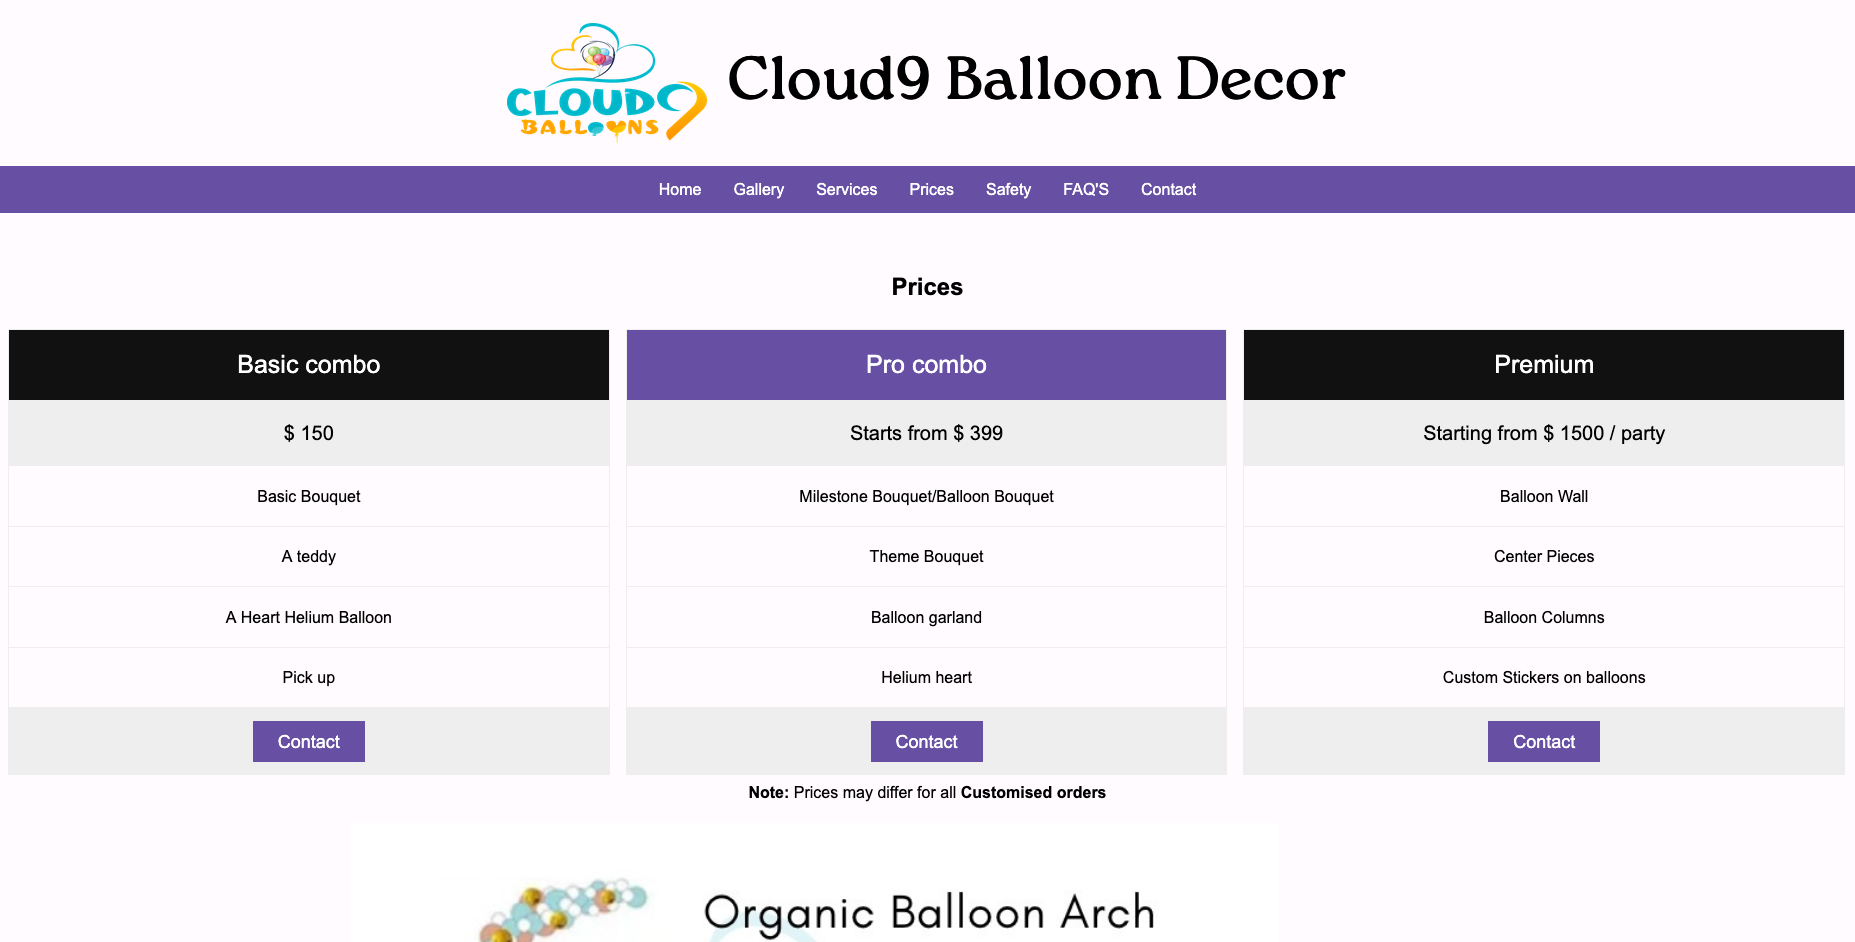 CLOUD9
BALLOONS
Cloud9 Balloon Decor
Home Gallery Services Prices Safety FAQ'S Contact
Prices
Basic combo
$ 150
Basic Bouquet
A teddy
A Heart Helium Balloon
Pick up
Contact
Pro combo
Starts from $ 399
Milestone Bouquet/Balloon Bouquet
Theme Bouquet
Balloon garland
Helium heart
Contact
Premium
Starting from $ 1500 / party
Balloon Wall
Center Pieces
Balloon Columns
Custom Stickers on balloons
Contact
Note: Prices may differ for all Customised orders
Organic Balloon Arch